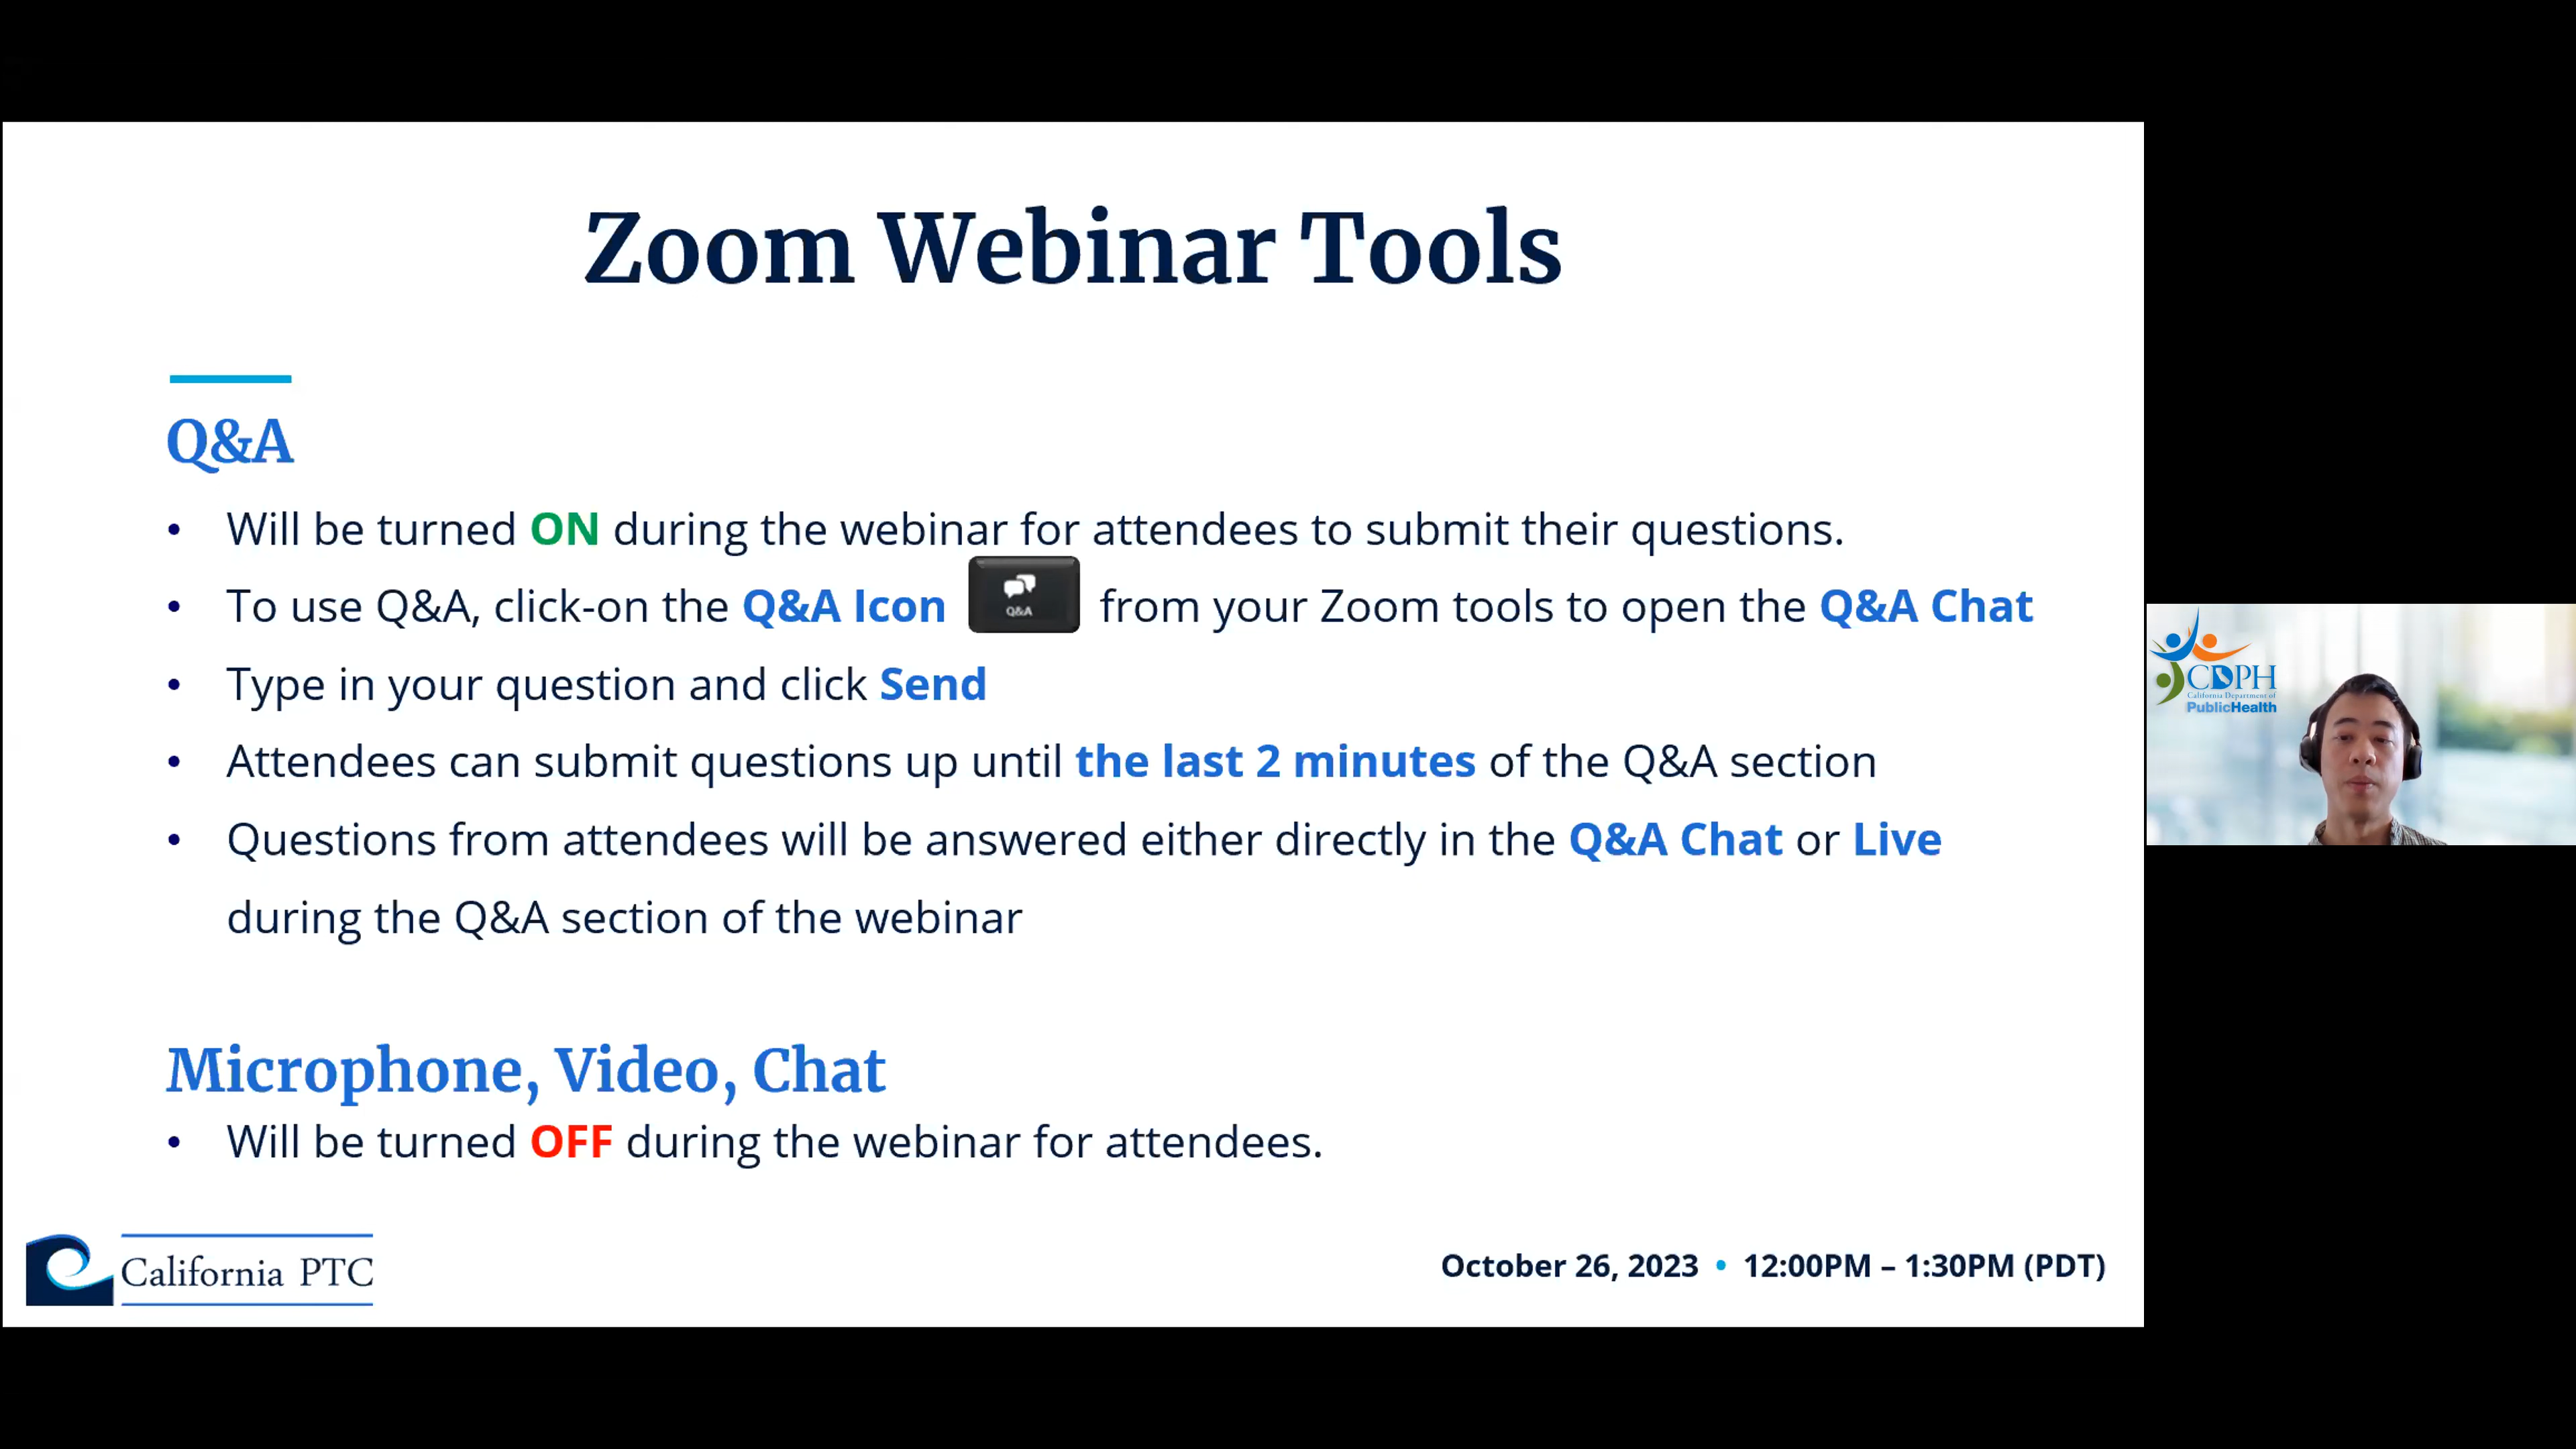 Zoom Webinar Tools
Q&A
• Will be turned ON during the webinar for attendees to submit their questions.
• To use Q&A, click-on the Q&A Icon Q&A from your Zoom tools to open the Q&A Chat
• Type in your question and click Send
• Attendees can submit questions up until the last 2 minutes of the Q&A section
• Questions from attendees will be answered either directly in the Q&A Chat or Live
during the Q&A section of the webinar
Microphone, Video, Chat
• Will be turned OFF during the webinar for attendees.
California PTC
October 26, 2023 • 12:00PM – 1:30PM (PDT)
CDPH
California Department of
PublicHealth